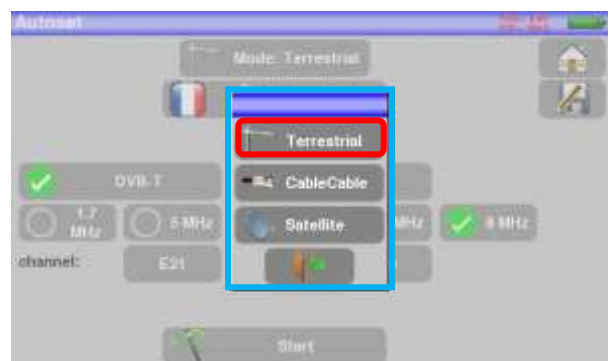 Autoset
Mode: Terrestrial
Terrestrial
DVB-T
CableCable
1.7 MHz
5 MHz
Satellite
MHz
8 MHz
channel:
E21
Start